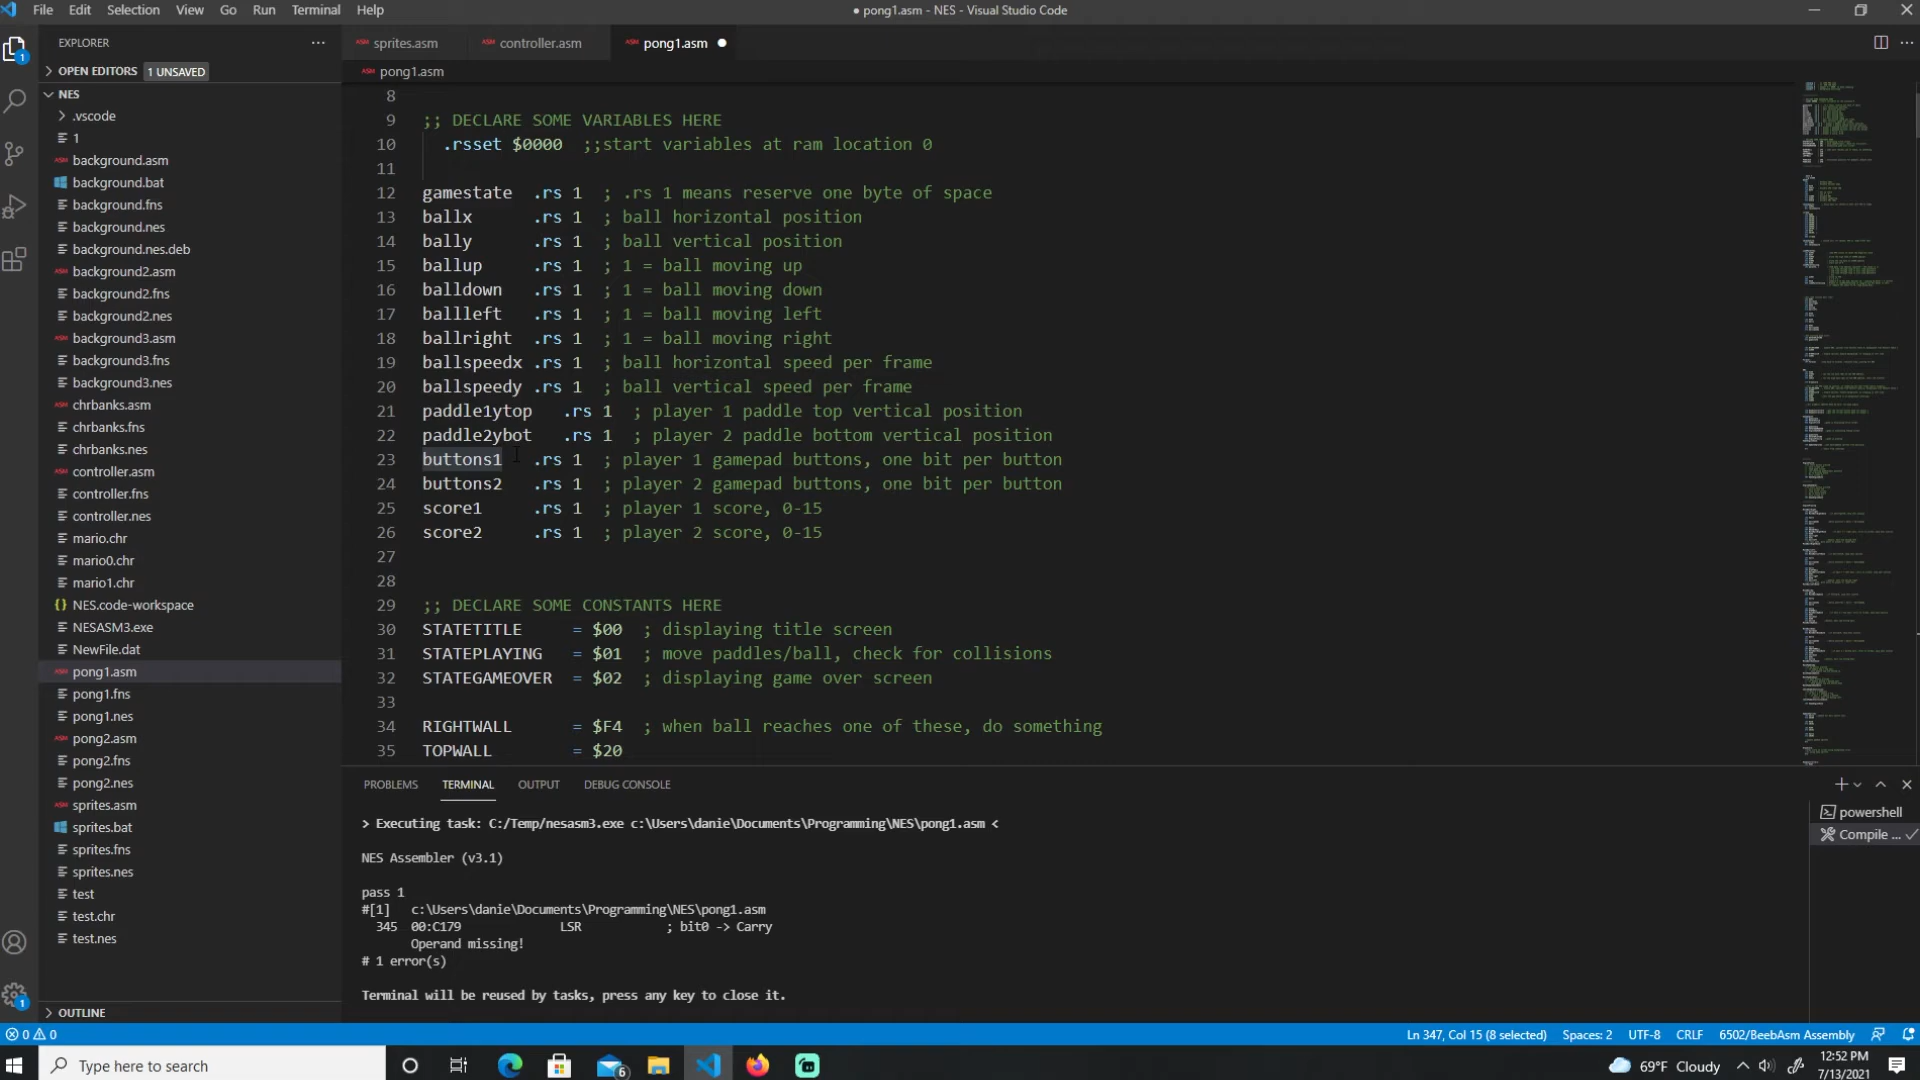 File Edit Selection View Go Run Terminal Help
● pong1.asm - NES - Visual Studio Code
EXPLORER ···
sprites.asm controller.asm pong1.asm ●
OPEN EDITORS 1 UNSAVED
pong1.asm
NES
.vscode
1
background.asm
background.bat
background.fns
background.nes
background.nes.deb
background2.asm
background2.fns
background2.nes
background3.asm
background3.fns
background3.nes
chrbanks.asm
chrbanks.fns
chrbanks.nes
controller.asm
controller.fns
controller.nes
mario.chr
mario0.chr
mario1.chr
NES.code-workspace
NESASM3.exe
NewFile.dat
pong1.asm
pong1.fns
pong1.nes
pong2.asm
pong2.fns
pong2.nes
sprites.asm
sprites.bat
sprites.fns
sprites.nes
test
test.chr
test.nes
OUTLINE
8
9 ;; DECLARE SOME VARIABLES HERE
10 .rsset $0000 ;;start variables at ram location 0
11
12 gamestate .rs 1 ; .rs 1 means reserve one byte of space
13 ballx .rs 1 ; ball horizontal position
14 bally .rs 1 ; ball vertical position
15 ballup .rs 1 ; 1 = ball moving up
16 balldown .rs 1 ; 1 = ball moving down
17 ballleft .rs 1 ; 1 = ball moving left
18 ballright .rs 1 ; 1 = ball moving right
19 ballspeedx .rs 1 ; ball horizontal speed per frame
20 ballspeedy .rs 1 ; ball vertical speed per frame
21 paddle1ytop .rs 1 ; player 1 paddle top vertical position
22 paddle2ybot .rs 1 ; player 2 paddle bottom vertical position
23 buttons1 .rs 1 ; player 1 gamepad buttons, one bit per button
24 buttons2 .rs 1 ; player 2 gamepad buttons, one bit per button
25 score1 .rs 1 ; player 1 score, 0-15
26 score2 .rs 1 ; player 2 score, 0-15
27
28
29 ;; DECLARE SOME CONSTANTS HERE
30 STATETITLE = $00 ; displaying title screen
31 STATEPLAYING = $01 ; move paddles/ball, check for collisions
32 STATEGAMEOVER = $02 ; displaying game over screen
33
34 RIGHTWALL = $F4 ; when ball reaches one of these, do something
35 TOPWALL = $20
PROBLEMS TERMINAL OUTPUT DEBUG CONSOLE
> Executing task: C:/Temp/nesasm3.exe c:\Users\danie\Documents\Programming\NES\pong1.asm <
NES Assembler (v3.1)
pass 1
#[1] c:\Users\danie\Documents\Programming\NES\pong1.asm
345 00:C179 LSR ; bit0 -> Carry
Operand missing!
# 1 error(s)
Terminal will be reused by tasks, press any key to close it.
powershell
Compile ...
1
1
0 0 Ln 347, Col 15 (8 selected) Spaces: 2 UTF-8 CRLF 6502/BeebAsm Assembly
Type here to search
6
69°F Cloudy
12:52 PM
7/13/2021